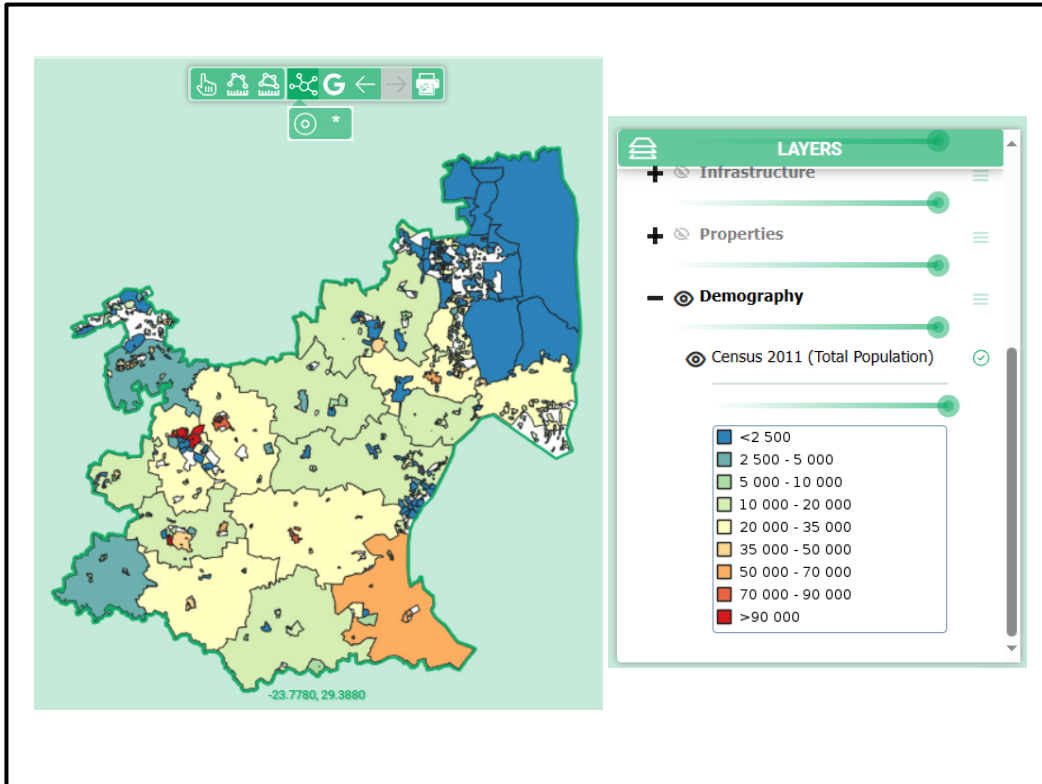 G
*
-23.7780, 29.3880
LAYERS
Infrastructure
Properties
Demography
Census 2011 (Total Population)
<2 500
2 500 - 5 000
5 000 - 10 000
10 000 - 20 000
20 000 - 35 000
35 000 - 50 000
50 000 - 70 000
70 000 - 90 000
>90 000